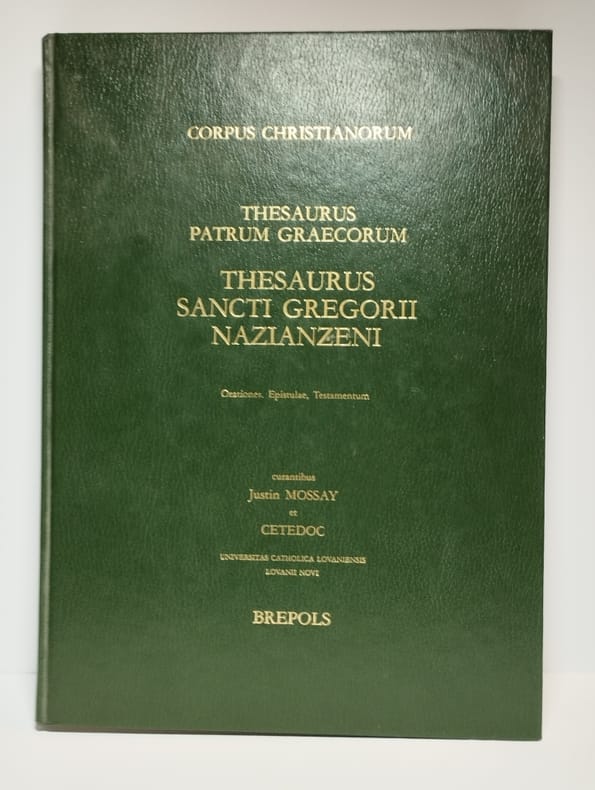 CORPUS CHRISTIANORUM
THESAURUS
PATRUM GRAECORUM
THESAURUS
SANCTI GREGORII
NAZIANZENI
Orationes, Epistulae, Testamentum
curantibus
Justin MOSSAY
et
CETEDOC
UNIVERSITAS CATHOLICA LOVANIENSIS
LOVANII NOVI
BREPOLS